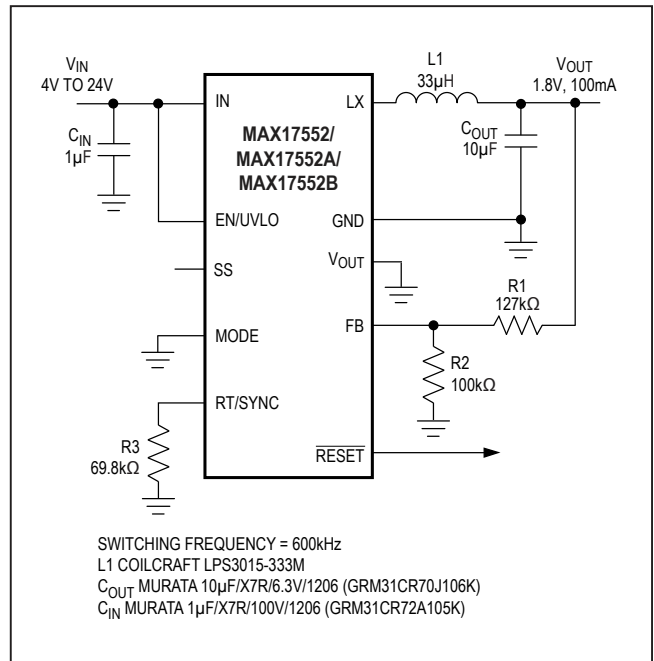 VIN
4V TO 24V
CIN
1µF
IN
MAX17552/
MAX17552A/
MAX17552B
EN/UVLO
SS
MODE
RT/SYNC
R3
69.8kΩ
LX
GND
VOUT
FB
RESET
L1
33µH
VOUT
1.8V, 100mA
COUT
10µF
R1
127kΩ
R2
100kΩ
SWITCHING FREQUENCY = 600kHz
L1 COILCRAFT LPS3015-333M
COUT MURATA 10µF/X7R/6.3V/1206 (GRM31CR70J106K)
CIN MURATA 1µF/X7R/100V/1206 (GRM31CR72A105K)